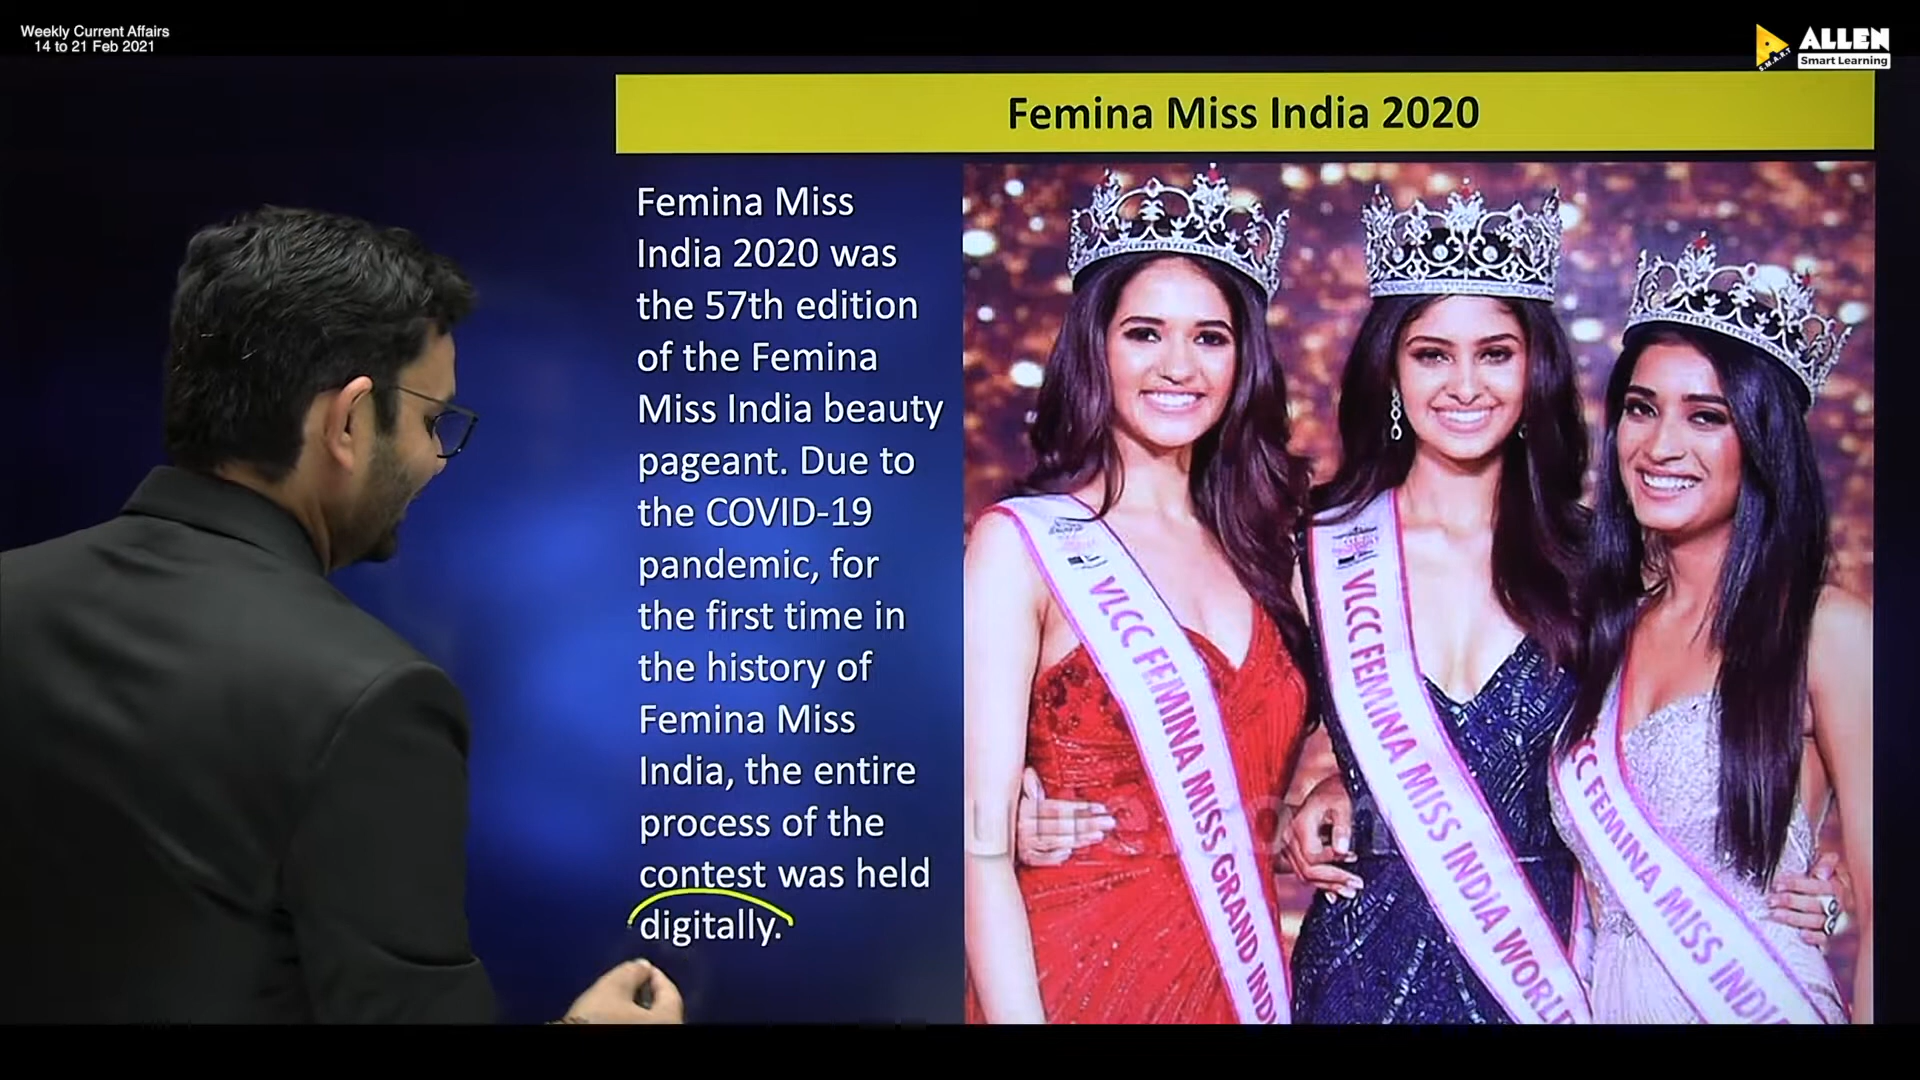 Weekly Current Affairs
14 to 21 Feb 2021
ALLEN
Smart Learning
Femina Miss India 2020
Femina Miss
India 2020 was
the 57th edition
of the Femina
Miss India beauty
pageant. Due to
the COVID-19
pandemic, for
the first time in
the history of
Femina Miss
India, the entire
process of the
contest was held
digitally.
VLCC FEMINA MISS GRAND INDI
VLCC FEMINA MISS INDIA WORL
CC FEMINA MISS INDI